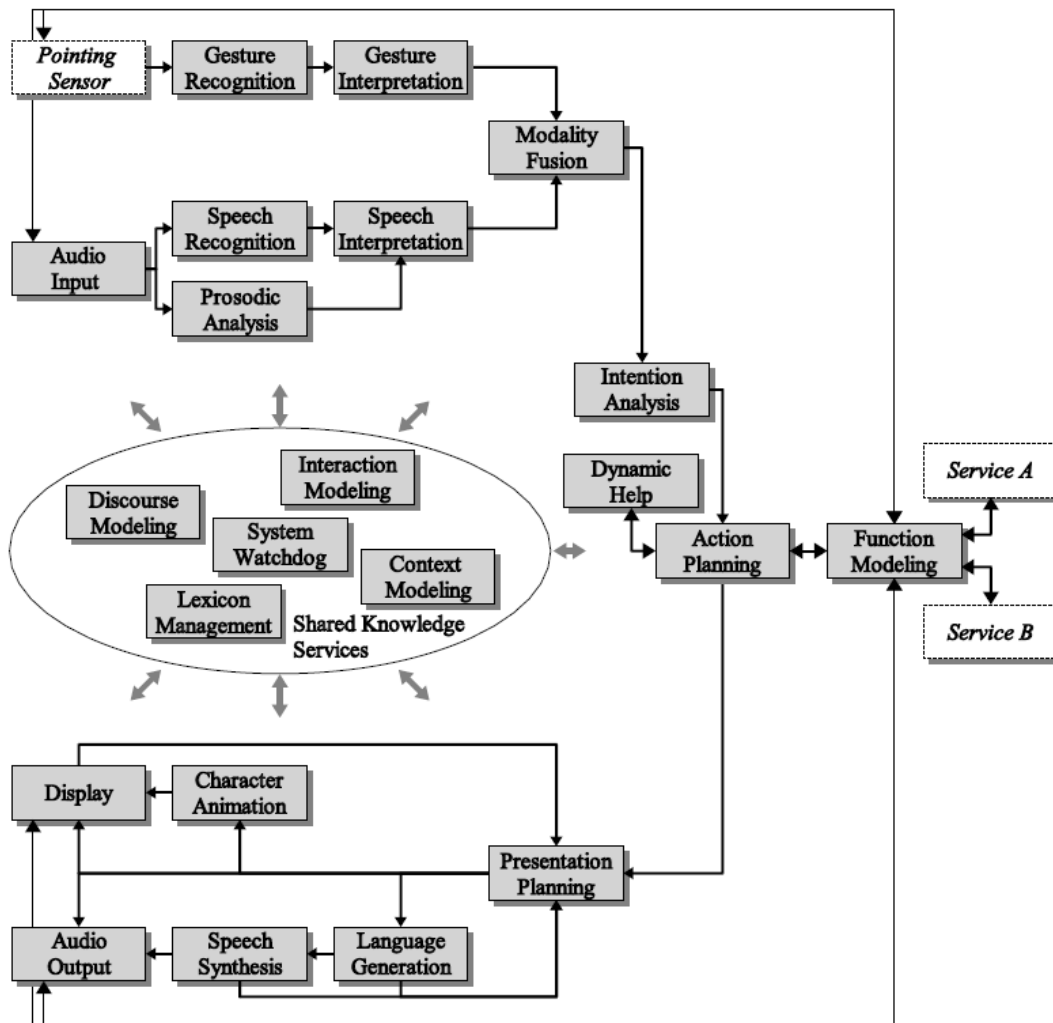 Pointing
Sensor
Gesture
Recognition
Gesture
Interpretation
Modality
Fusion
Speech
Recognition
Speech
Interpretation
Audio
Input
Prosodic
Analysis
Intention
Analysis
Interaction
Modeling
Dynamic
Help
Service A
Discourse
Modeling
System
Watchdog
Action
Planning
Function
Modeling
Context
Modeling
Lexicon
Management
Shared Knowledge
Services
Service B
Display
Character
Animation
Presentation
Planning
Audio
Output
Speech
Synthesis
Language
Generation